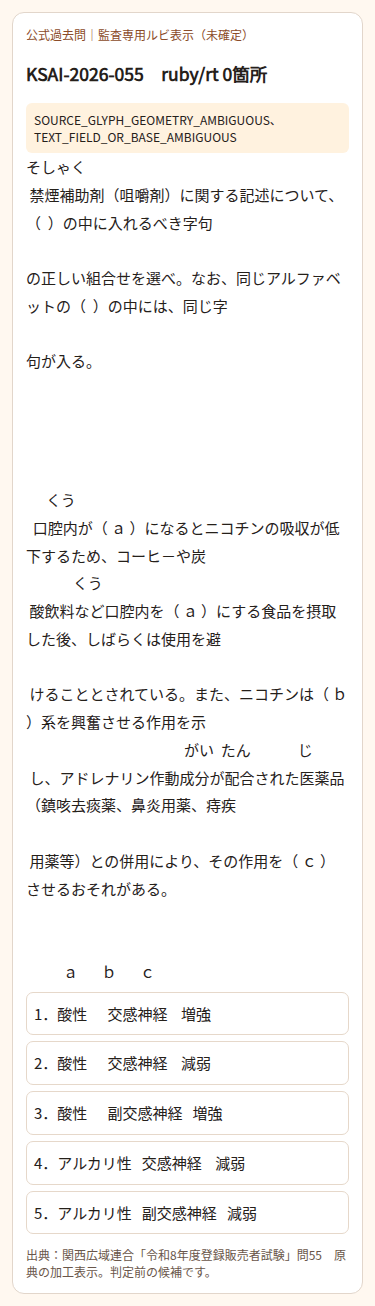 公式過去問｜監査専用ルビ表示（未確定）
KSAI-2026-055　ruby/rt 0箇所
SOURCE_GLYPH_GEOMETRY_AMBIGUOUS、
TEXT_FIELD_OR_BASE_AMBIGUOUS
そしゃく
禁煙補助剤（咀嚼剤）に関する記述について、
（ ）の中に入れるべき字句
の正しい組合せを選べ。なお、同じアルファベ
ットの（ ）の中には、同じ字
句が入る。
くう
口腔内が（ ａ ）になるとニコチンの吸収が低
下するため、コーヒーや炭
くう
酸飲料など口腔内を（ ａ ）にする食品を摂取
した後、しばらくは使用を避
けることとされている。また、ニコチンは（ ｂ
）系を興奮させる作用を示
がい たん　　　じ
し、アドレナリン作動成分が配合された医薬品
（鎮咳去痰薬、鼻炎用薬、痔疾
用薬等）との併用により、その作用を（ ｃ ）
させるおそれがある。
ａ　ｂ　ｃ
1．酸性　交感神経　増強
2．酸性　交感神経　減弱
3．酸性　副交感神経　増強
4．アルカリ性　交感神経　減弱
5．アルカリ性　副交感神経　減弱
出典：関西広域連合「令和8年度登録販売者試験」問55　原
典の加工表示。判定前の候補です。